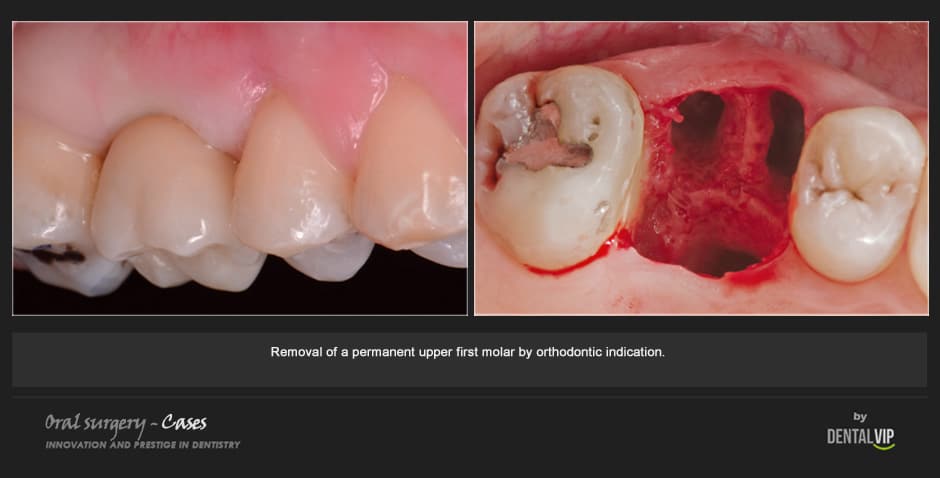 Removal of a permanent upper first molar by orthodontic indication.
Oral surgery - Cases
INNOVATION AND PRESTIGE IN DENTISTRY
by
DENTALVIP